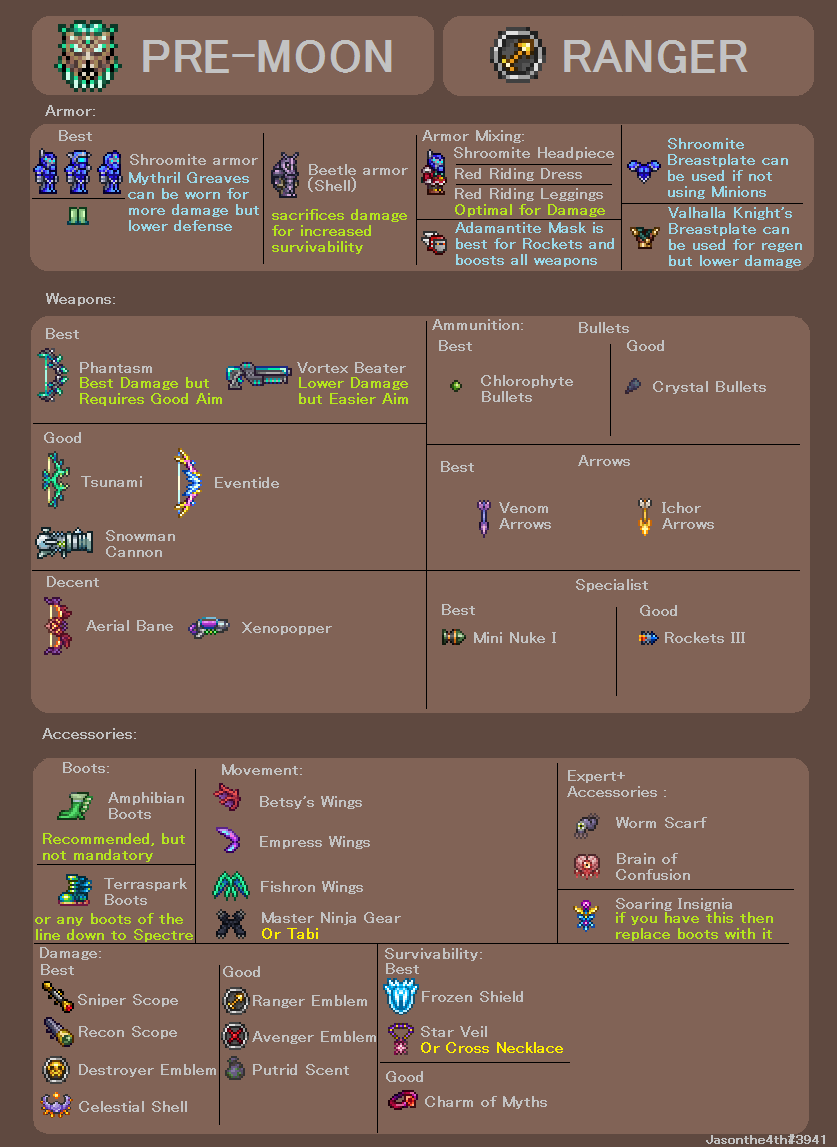 PRE-MOON
RANGER
Armor:
Best
Shroomite armor
Mythril Greaves
can be worn for
more damage but
lower defense
Beetle armor
(Shell)
sacrifices damage
for increased
survivability
Armor Mixing:
Shroomite Headpiece
Red Riding Dress
Red Riding Leggings
Optimal for Damage
Adamantite Mask is
best for Rockets and
boosts all weapons
Shroomite
Breastplate can
be used if not
using Minions
Valhalla Knight's
Breastplate can
be used for regen
but lower damage
Weapons:
Best
Phantasm
Best Damage but
Requires Good Aim
Vortex Beater
Lower Damage
but Easier Aim
Good
Tsunami
Eventide
Snowman
Cannon
Decent
Aerial Bane
Xenopopper
Ammunition:
Bullets
Best
Chlorophyte
Bullets
Good
Crystal Bullets
Best
Arrows
Venom
Arrows
Ichor
Arrows
Specialist
Best
Mini Nuke I
Good
Rockets III
Accessories:
Boots:
Amphibian
Boots
Recommended, but
not mandatory
Terraspark
Boots
or any boots of the
line down to Spectre
Movement:
Betsy's Wings
Empress Wings
Fishron Wings
Master Ninja Gear
Or Tabi
Expert+
Accessories :
Worm Scarf
Brain of
Confusion
Soaring Insignia
if you have this then
replace boots with it
Damage:
Best
Sniper Scope
Recon Scope
Destroyer Emblem
Celestial Shell
Good
Ranger Emblem
Avenger Emblem
Putrid Scent
Survivability:
Best
Frozen Shield
Star Veil
Or Cross Necklace
Good
Charm of Myths
Jasonthe4th#3941